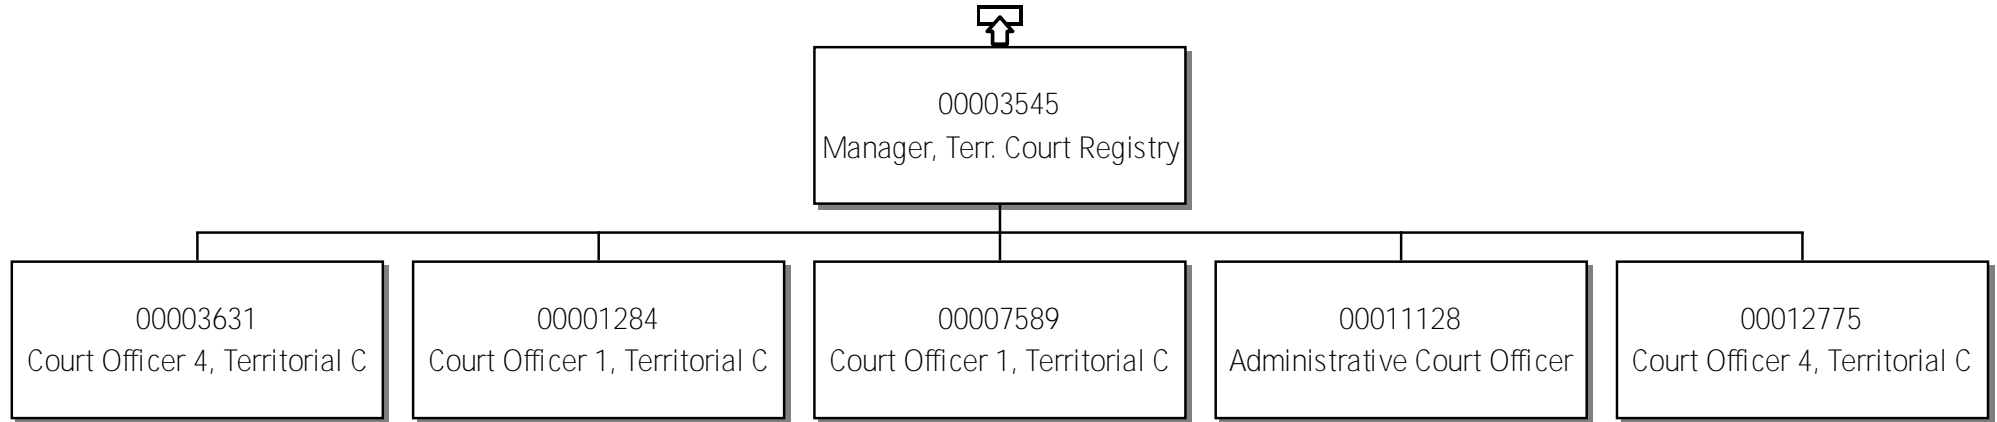 00003545
Manager, Terr. Court Registry
00003631
Court Officer 4, Territorial C
00001284
Court Officer 1, Territorial C
00007589
Court Officer 1, Territorial C
00011128
Administrative Court Officer
00012775
Court Officer 4, Territorial C